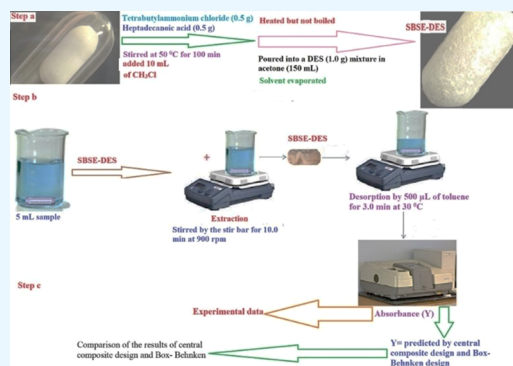 Step a
Tetrabutylammonium chloride (0.5 g)
Heptadecanoic acid (0.5 g)
Stirred at 50 ⁰C for 100 min
added 10 mL
of CH₂Cl
Heated but not boiled
Poured into a DES (1.0 g) mixture in
acetone (150 mL)
Solvent evaporated
SBSE-DES
Step b
SBSE-DES
5 mL sample
+
Extraction
Stirred by the stir bar for 10.0
min at 900 rpm
SBSE-DES
Desorption by 500 µL of toluene
for 3.0 min at 30 ⁰C
Step c
Absorbance (Y)
Experimental data
Y= predicted by central
composite design and Box-
Behnken design
Comparison of the results of central
composite design and Box- Behnken